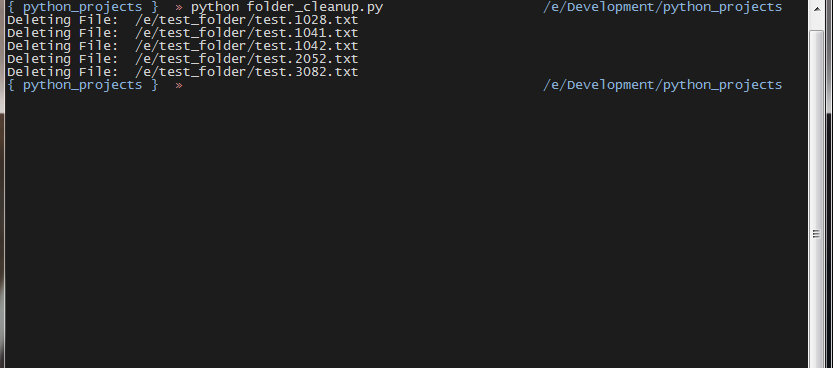 { python_projects }  » python folder_cleanup.py                    /e/Development/python_projects
Deleting File:  /e/test_folder/test.1028.txt
Deleting File:  /e/test_folder/test.1041.txt
Deleting File:  /e/test_folder/test.1042.txt
Deleting File:  /e/test_folder/test.2052.txt
Deleting File:  /e/test_folder/test.3082.txt
{ python_projects }  »                                             /e/Development/python_projects